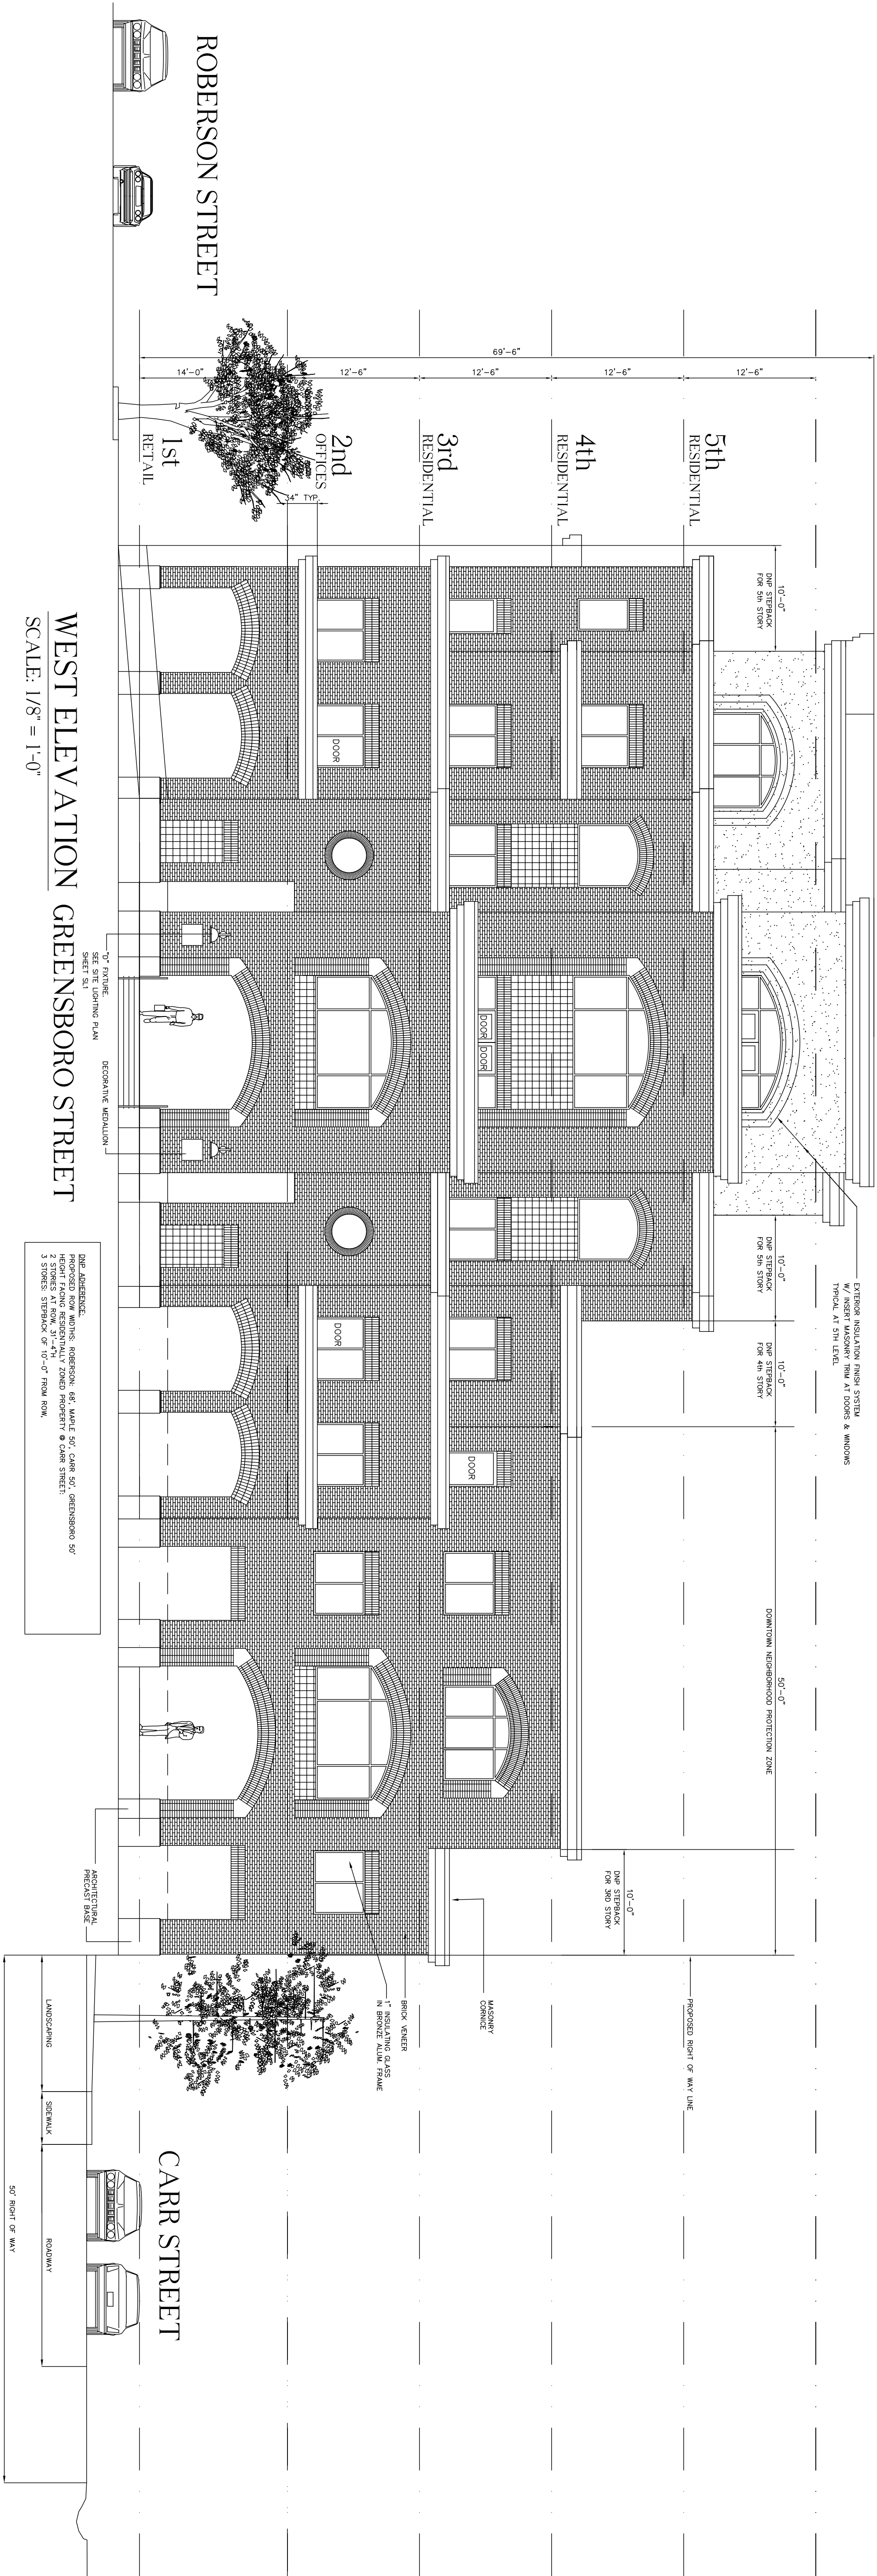 ROBERSON STREET
69'-6"
14'-0"
12'-6"
12'-6"
12'-6"
12'-6"
5th
RESIDENTIAL
4th
RESIDENTIAL
3rd
RESIDENTIAL
2nd
OFFICES
1st
RETAIL
34" TYP.
10'-0"
DNP STEPBACK
FOR 5th STORY
DOOR
DOOR
DOOR
DOOR
DOOR
EXTERIOR INSULATION FINISH SYSTEM
W/ INSERT MASONRY TRIM AT DOORS & WINDOWS
TYPICAL AT 5TH LEVEL
10'-0"
DNP STEPBACK
FOR 5th STORY
10'-0"
DNP STEPBACK
FOR 4th STORY
50'-0"
DOWNTOWN NEIGHBORHOOD PROTECTION ZONE
10'-0"
DNP STEPBACK
FOR 3RD STORY
PROPOSED RIGHT OF WAY LINE
MASONRY
CORNICE
BRICK VENEER
1" INSULATING GLASS
IN BRONZE ALUM. FRAME
CARR STREET
"D" FIXTURE.
SEE SITE LIGHTING PLAN
SHEET SL1
DECORATIVE MEDALLION
ARCHITECTURAL
PRECAST BASE
LANDSCAPING
SIDEWALK
ROADWAY
50' RIGHT OF WAY
WEST ELEVATION GREENSBORO STREET
SCALE: 1/8" = 1'-0"
DNP ADHERENCE:
PROPOSED ROW WIDTHS: ROBERSON: 68', MAPLE 50', CARR 50', GREENSBORO 50'
HEIGHT FACING RESIDENTIALLY ZONED PROPERTY @ CARR STREET:
2 STORIES AT ROW, 31'-4"H
3 STORES: STEPBACK OF 10'-0" FROM ROW,